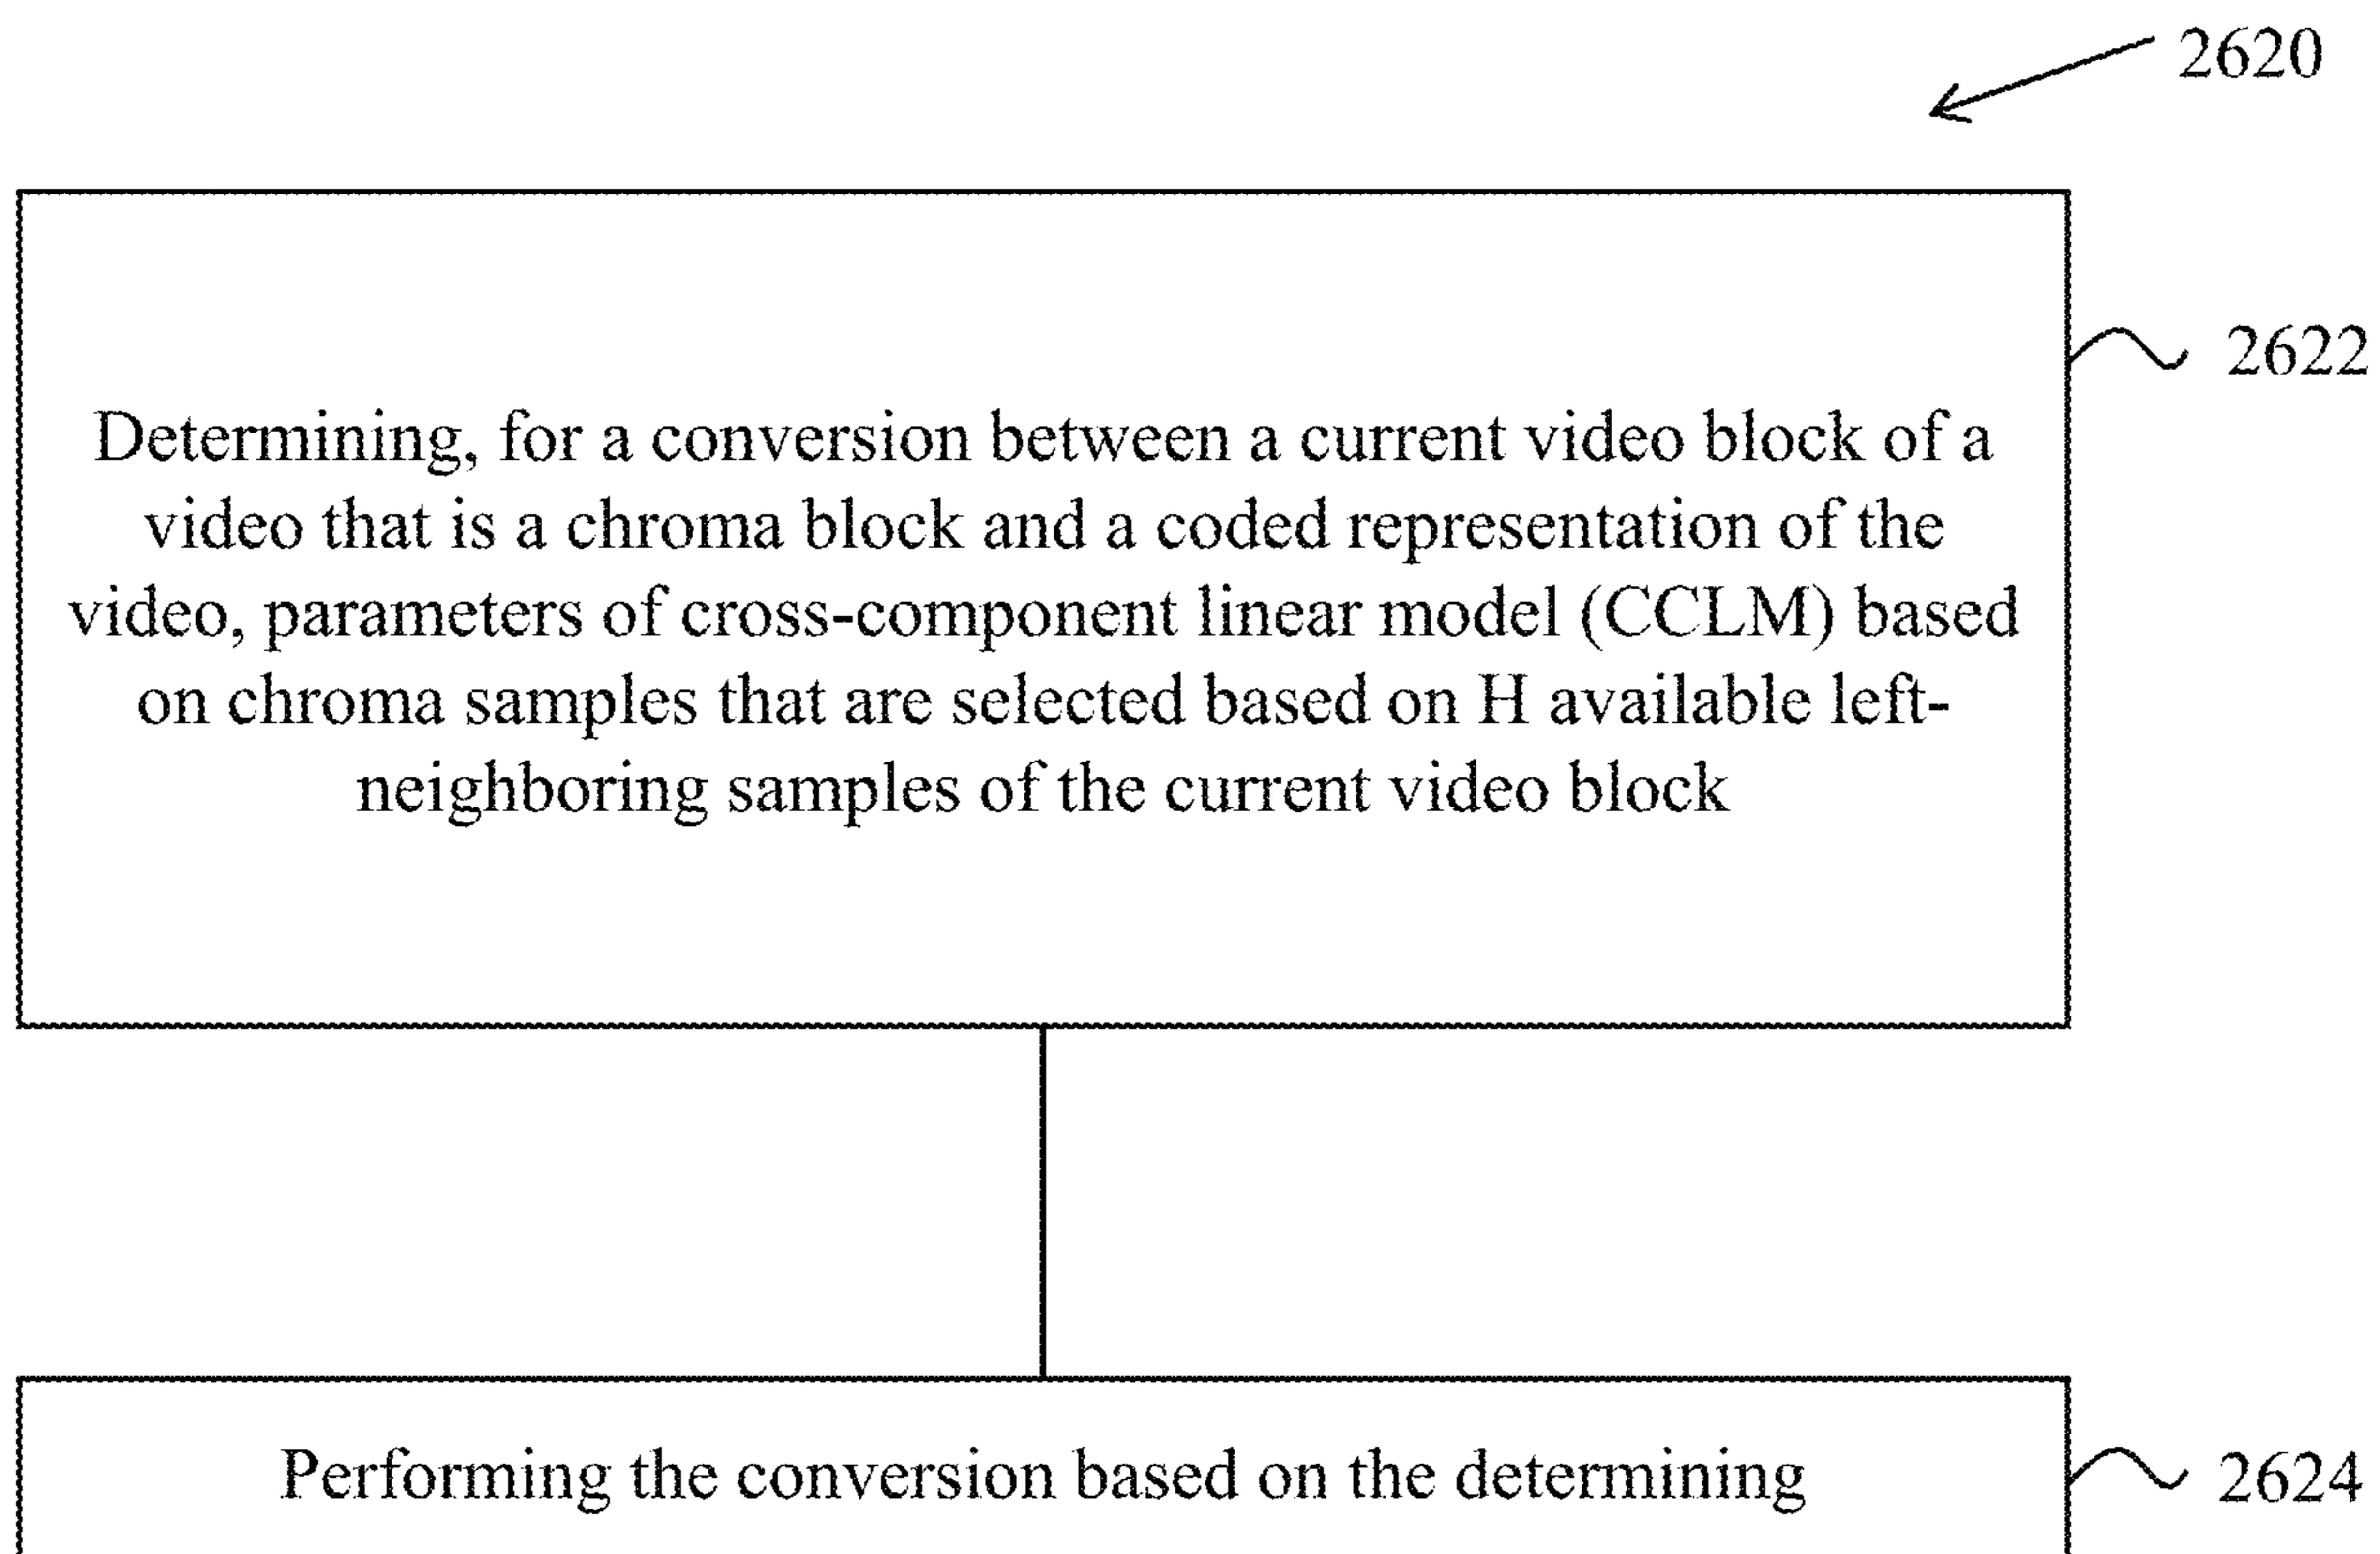 2620
2622
Determining, for a conversion between a current video block of a
video that is a chroma block and a coded representation of the
video, parameters of cross-component linear model (CCLM) based
on chroma samples that are selected based on H available left-
neighboring samples of the current video block
Performing the conversion based on the determining
2624